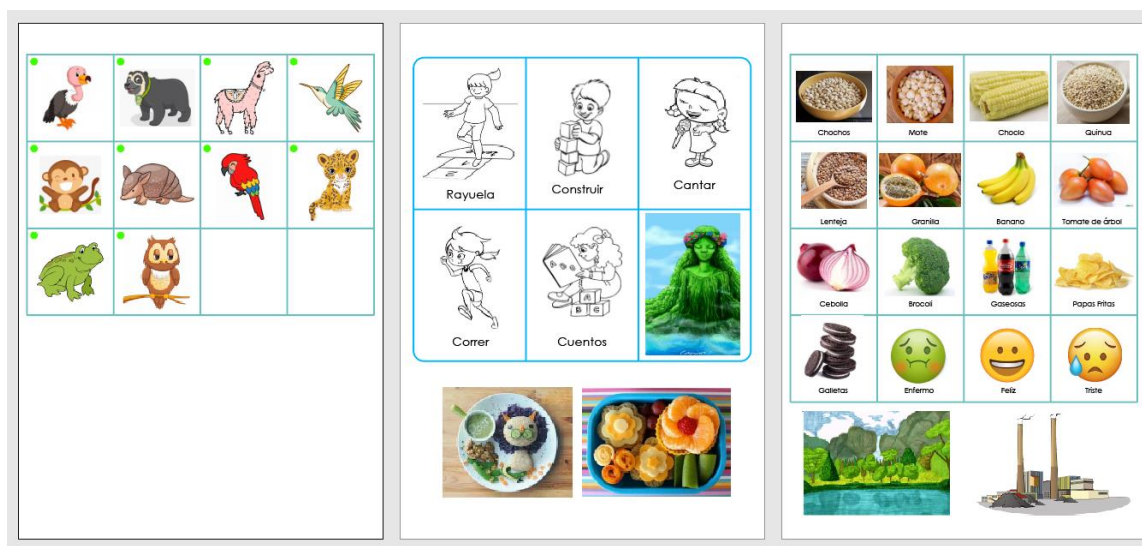 Rayuela
Construir
Cantar
Correr
Cuentos
Chochos
Mote
Choclo
Quinua
Lenteja
Granilla
Banano
Tomate de árbol
Cebolla
Brocoli
Gaseosas
Papas Fritas
Galletas
Enfermo
Feliz
Triste